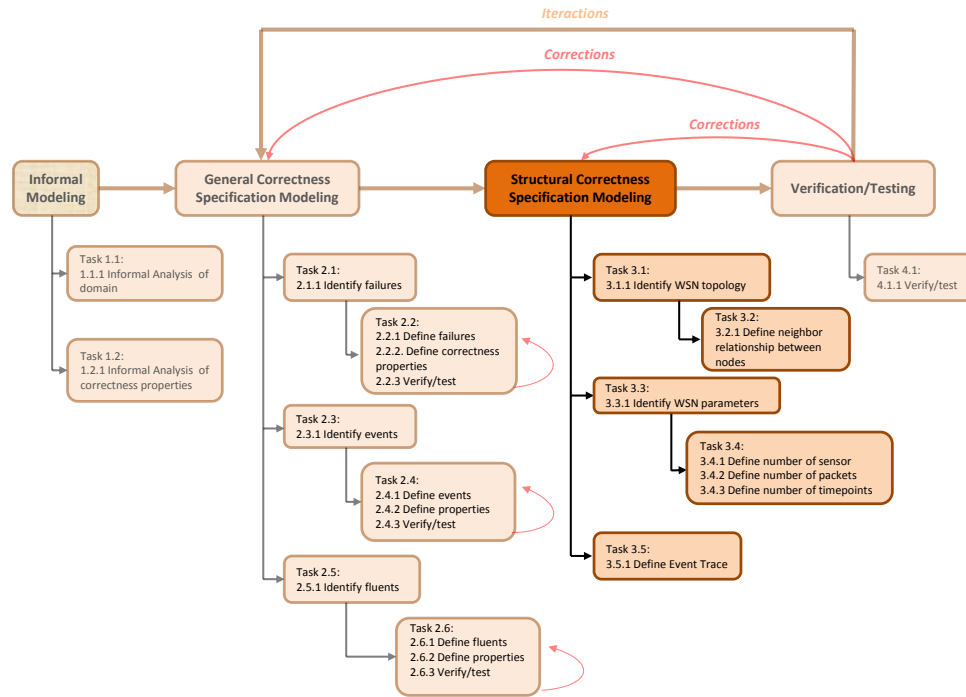 Iteractions
Corrections
Corrections
Informal
Modeling
General Correctness
Specification Modeling
Structural Correctness
Specification Modeling
Verification/Testing
Task 1.1:
1.1.1 Informal Analysis of
domain
Task 1.2:
1.2.1 Informal Analysis of
correctness properties
Task 2.1:
2.1.1 Identify failures
Task 2.2:
2.2.1 Define failures
2.2.2. Define correctness
properties
2.2.3 Verify/test
Task 2.3:
2.3.1 Identify events
Task 2.4:
2.4.1 Define events
2.4.2 Define properties
2.4.3 Verify/test
Task 2.5:
2.5.1 Identify fluents
Task 2.6:
2.6.1 Define fluents
2.6.2 Define properties
2.6.3 Verify/test
Task 3.1:
3.1.1 Identify WSN topology
Task 3.2:
3.2.1 Define neighbor
relationship between
nodes
Task 3.3:
3.3.1 Identify WSN parameters
Task 3.4:
3.4.1 Define number of sensor
3.4.2 Define number of packets
3.4.3 Define number of timepoints
Task 3.5:
3.5.1 Define Event Trace
Task 4.1:
4.1.1 Verify/test